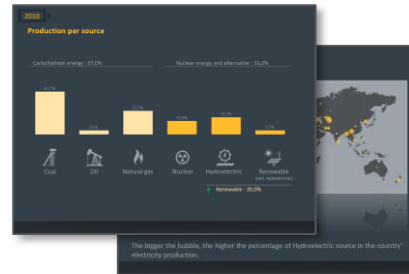 2010
Production per source
Carbohydrate energy : 67,0%
Nuclear energy and alternative : 33,0%
Coal
Oil
Natural gas
Nuclear
Hydroelectric
Renewable
(excl. hydroelectric)
Renewable : 20,0%
The bigger the bubble, the higher the percentage of Hydroelectric source in the country'
electricity production.